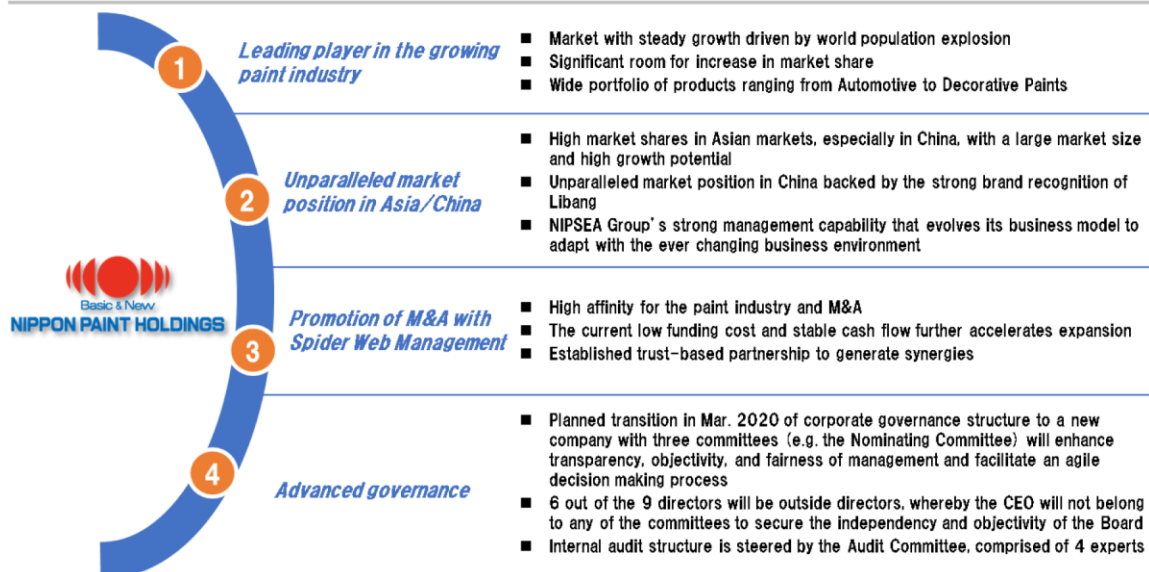 1
Leading player in the growing
paint industry
■ Market with steady growth driven by world population explosion
■ Significant room for increase in market share
■ Wide portfolio of products ranging from Automotive to Decorative Paints
2
Unparalleled market
position in Asia/China
■ High market shares in Asian markets, especially in China, with a large market size
and high growth potential
■ Unparalleled market position in China backed by the strong brand recognition of
Libang
■ NIPSEA Group's strong management capability that evolves its business model to
adapt with the ever changing business environment
Basic & New
NIPPON PAINT HOLDINGS
3
Promotion of M&A with
Spider Web Management
■ High affinity for the paint industry and M&A
■ The current low funding cost and stable cash flow further accelerates expansion
■ Established trust-based partnership to generate synergies
4
Advanced governance
■ Planned transition in Mar. 2020 of corporate governance structure to a new
company with three committees (e.g. the Nominating Committee) will enhance
transparency, objectivity, and fairness of management and facilitate an agile
decision making process
■ 6 out of the 9 directors will be outside directors, whereby the CEO will not belong
to any of the committees to secure the independency and objectivity of the Board
■ Internal audit structure is steered by the Audit Committee, comprised of 4 experts